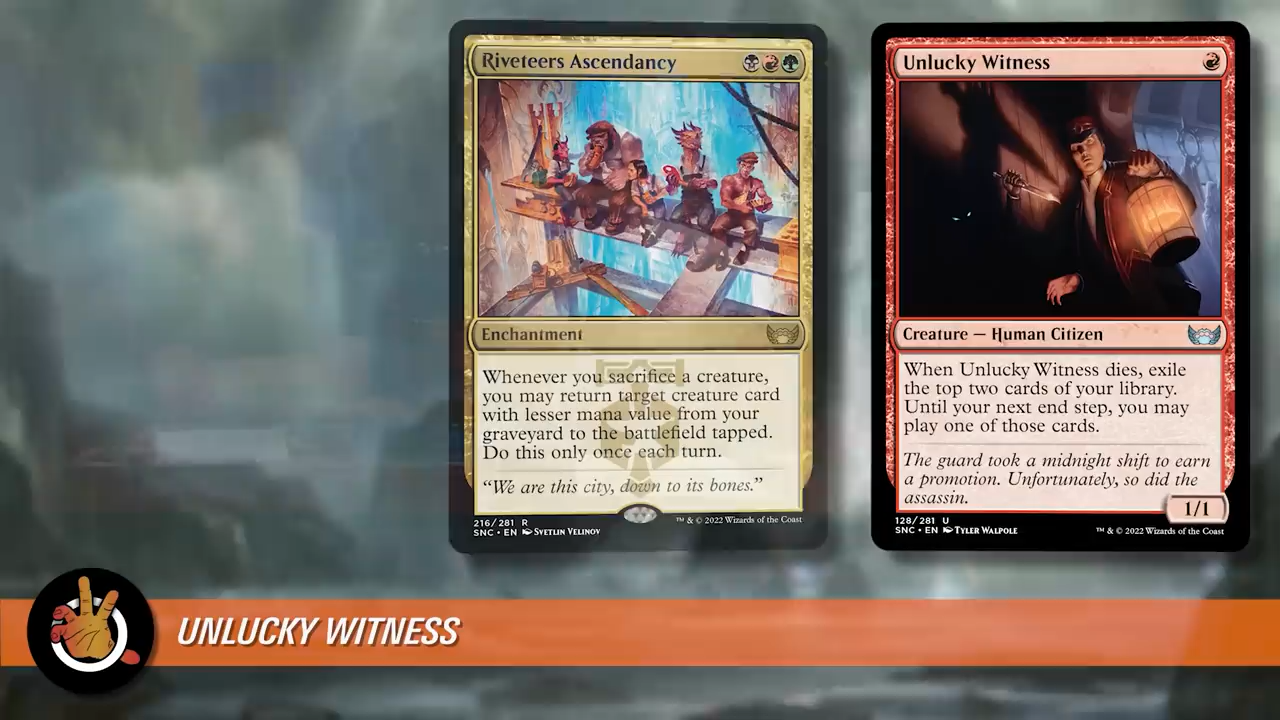 Riveteers Ascendancy
Enchantment
Whenever you sacrifice a creature,
you may return target creature card
with lesser mana value from your
graveyard to the battlefield tapped.
Do this only once each turn.
“We are this city, down to its bones.”
216/281 R
SNC • EN Svetlin Velinov
™ & © 2022 Wizards of the Coast
Unlucky Witness
Creature — Human Citizen
When Unlucky Witness dies, exile
the top two cards of your library.
Until your next end step, you may
play one of those cards.
The guard took a midnight shift to earn
a promotion. Unfortunately, so did the
assassin.
1/1
128/281 U
SNC • EN Tyler Walpole
™ & © 2022 Wizards of the Coast
UNLUCKY WITNESS